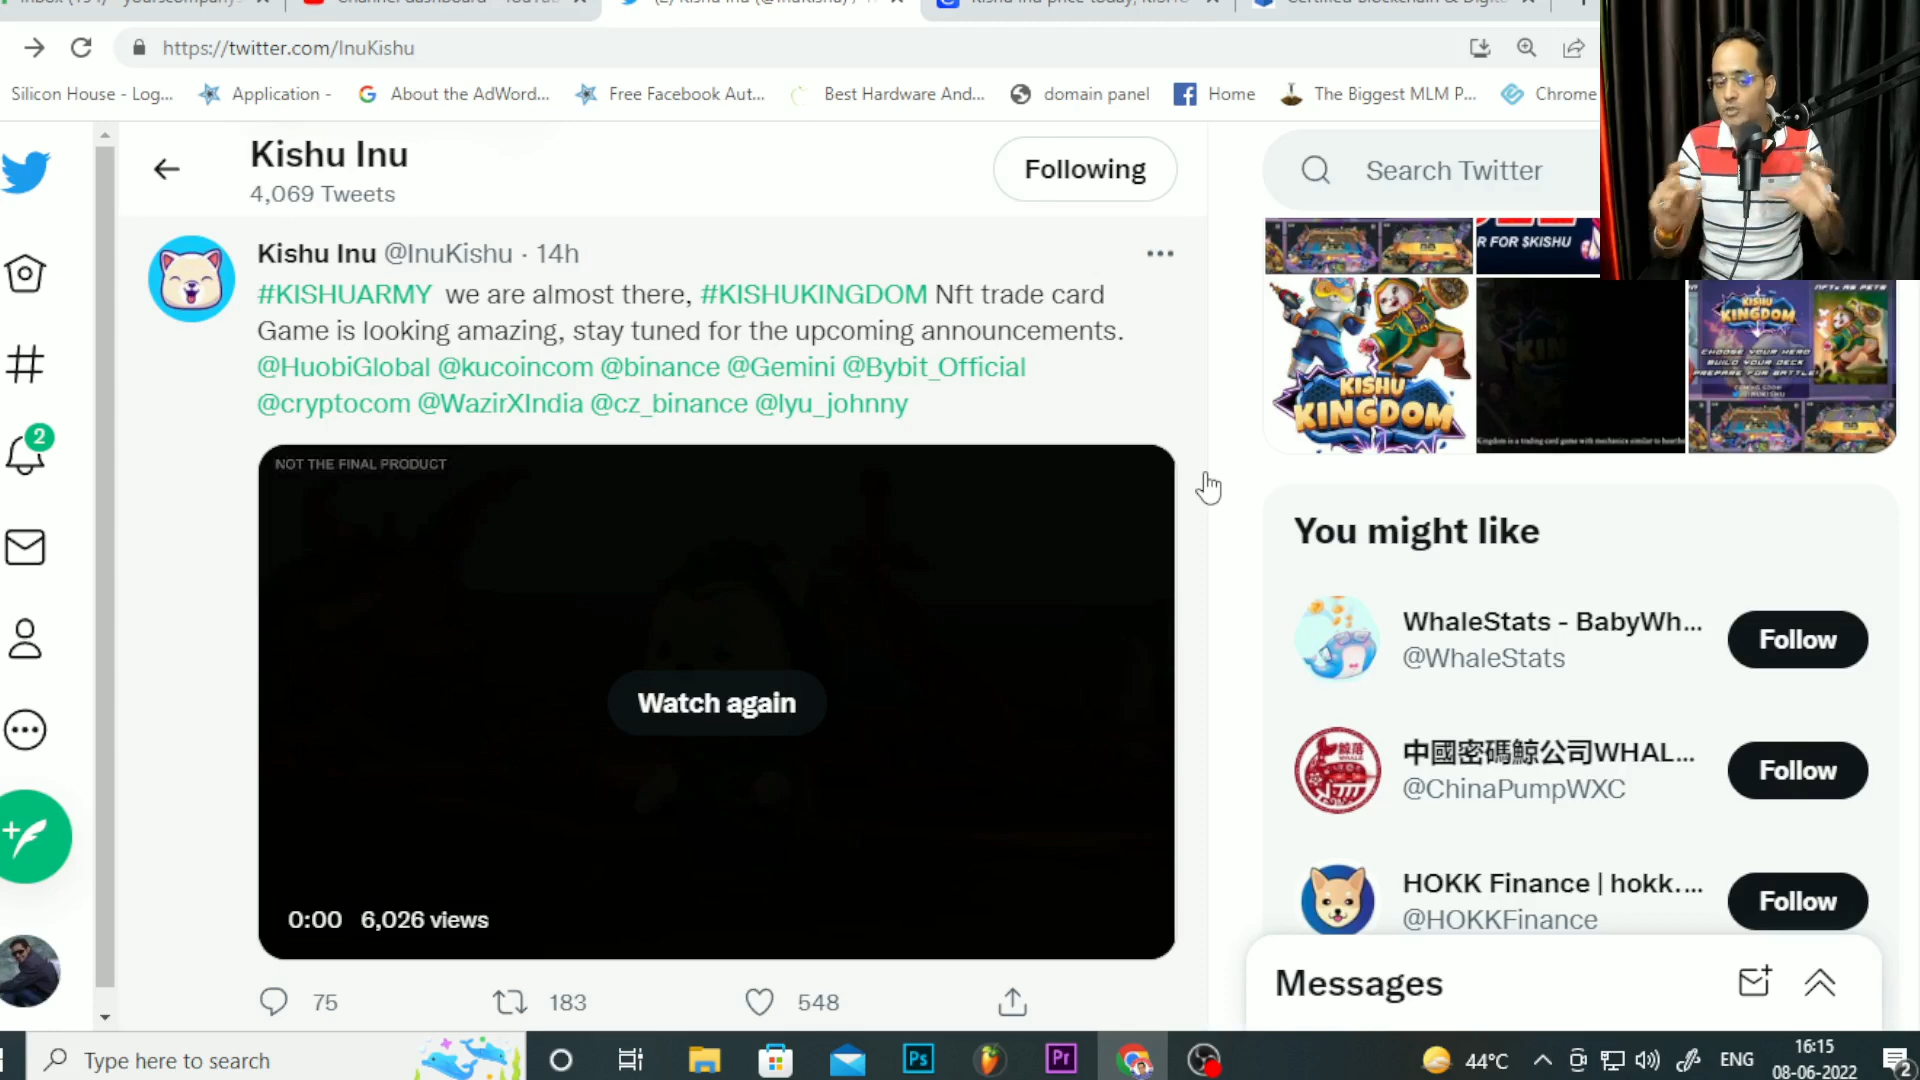 https://twitter.com/InuKishu
Silicon House - Log...
Application -
About the AdWord...
Free Facebook Aut...
Best Hardware And...
domain panel
Home
The Biggest MLM P...
Chrome
Kishu Inu
4,069 Tweets
Following
Search Twitter
Kishu Inu @InuKishu · 14h
#KISHUARMY we are almost there, #KISHUKINGDOM Nft trade card
Game is looking amazing, stay tuned for the upcoming announcements.
@HuobiGlobal @kucoincom @binance @Gemini @Bybit_Official
@cryptocom @WazirXIndia @cz_binance @lyu_johnny
NOT THE FINAL PRODUCT
Watch again
0:00 6,026 views
75
183
548
2
R FOR $KISHU
KISHU
KINGDOM
KISHU
KINGDOM
CHOOSE YOUR HERO
BUILD YOUR DECK
PREPARE FOR BATTLE!
You might like
WhaleStats - BabyWh...
@WhaleStats
Follow
中國密碼鯨公司WHAL...
@ChinaPumpWXC
Follow
HOKK Finance | hokk....
@HOKKFinance
Follow
Messages
Type here to search
Ps
Pr
44°C
ENG
16:15
08-06-2022
2